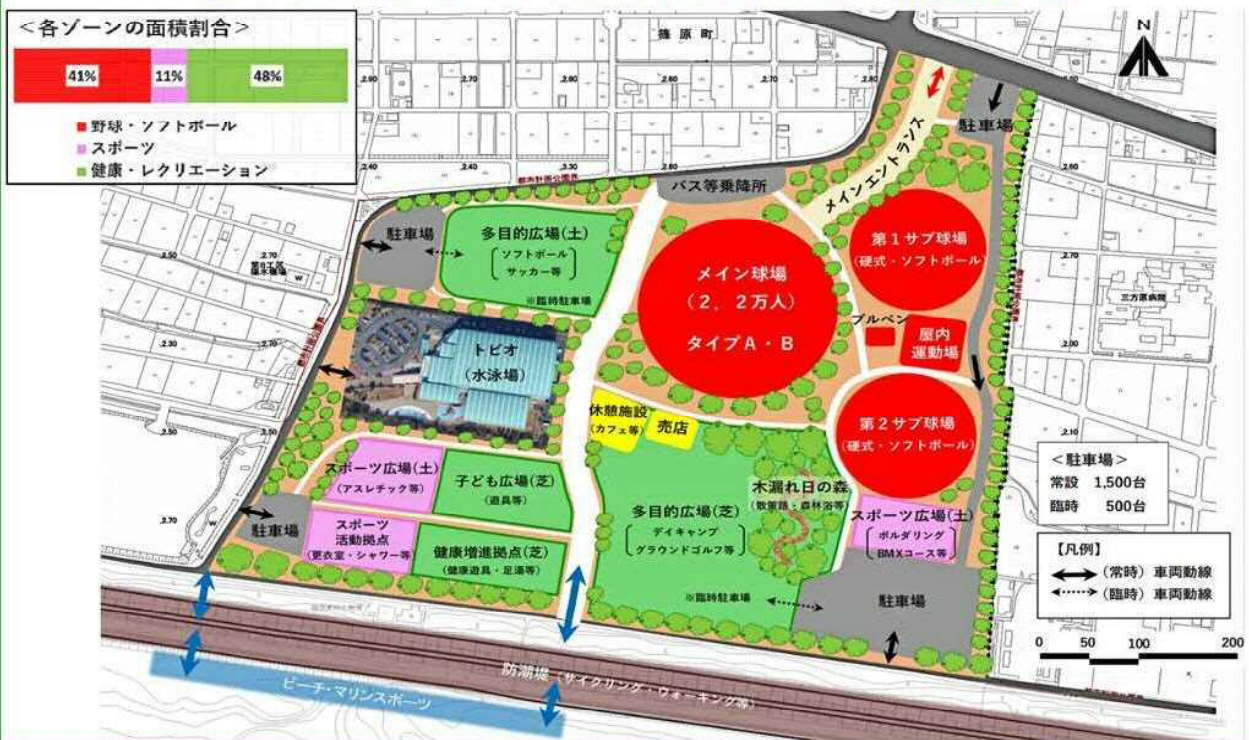 ＜各ゾーンの面積割合＞
41%
11%
48%
野球・ソフトボール
スポーツ
健康・レクリエーション
篠原町
N
駐車場
メインエントランス
バス等乗降所
駐車場
多目的広場(土)
ソフトボール
サッカー等
※臨時駐車場
メイン球場
（２．２万人）
タイプＡ・Ｂ
第１サブ球場
(硬式・ソフトボール)
ブルペン
屋内
運動場
三方原病院
トビオ
(水泳場)
休憩施設
(カフェ等)
売店
第２サブ球場
(硬式・ソフトボール)
スポーツ広場(土)
(アスレチック等)
子ども広場(芝)
(遊具等)
木漏れ日の森
(散策路・森林浴等)
多目的広場(芝)
デイキャンプ
グラウンドゴルフ等
スポーツ広場(土)
ボルダリング
BMXコース等
駐車場
スポーツ
活動拠点
(更衣室・シャワー等)
健康増進拠点(芝)
(健康遊具・足湯等)
※臨時駐車場
駐車場
防潮堤（サイクリング・ウォーキング等）
ビーチ・マリンスポーツ
＜駐車場＞
常設 1,500台
臨時 500台
【凡例】
（常時）車両動線
（臨時）車両動線
0 50 100 200